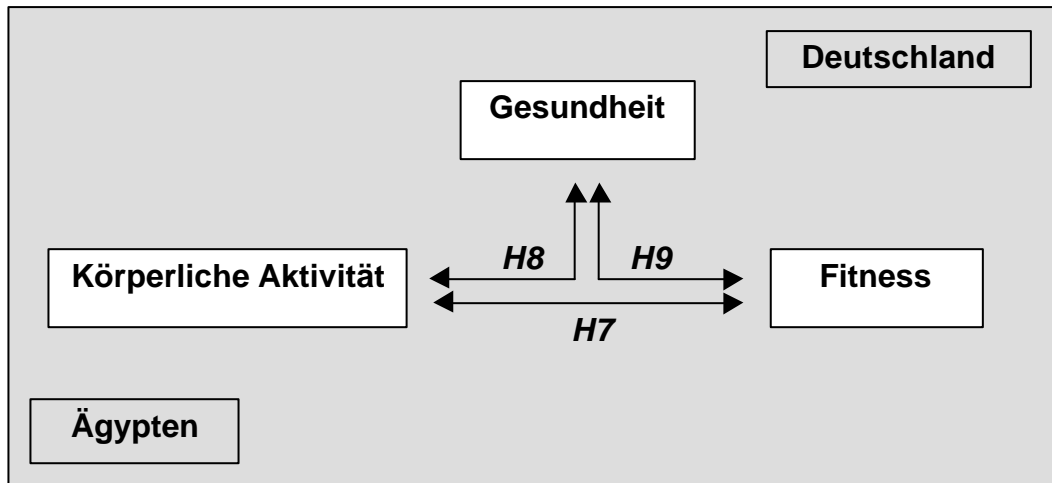 Deutschland
Gesundheit
H8
H9
Körperliche Aktivität
Fitness
H7
Ägypten